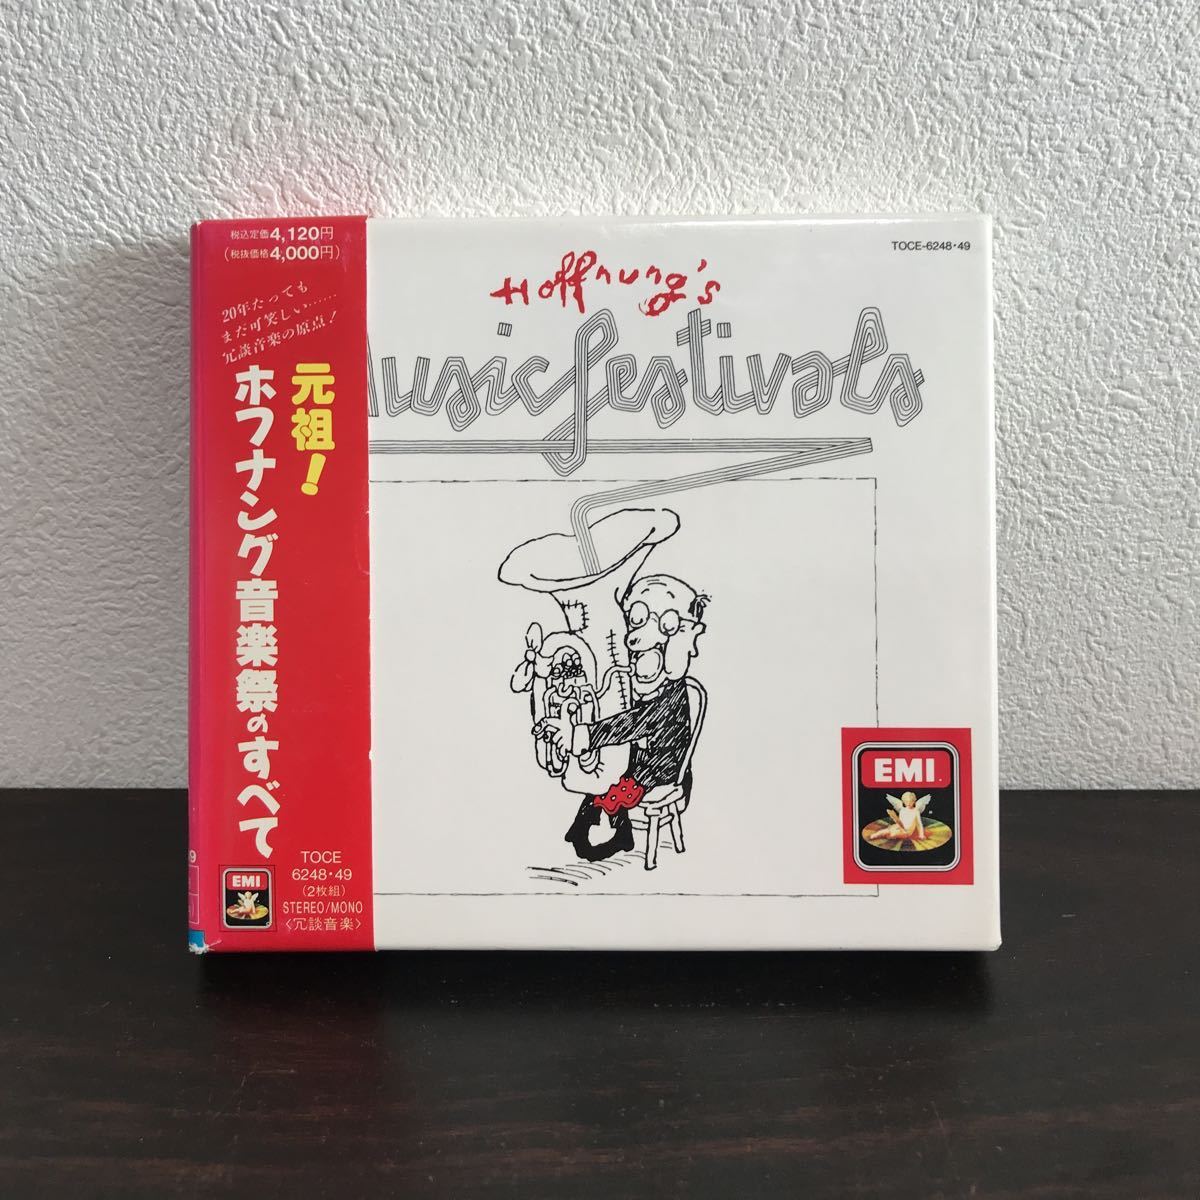 税込定価4,120円
(税抜価格4,000円)
20年たっても
まだ可笑しい……
冗談音楽の原点!
元祖!
ホフナング音楽祭のすべて
EMI
TOCE
6248・49
(2枚組)
STEREO/MONO
〈冗談音楽〉
9
TOCE-6248・49
Hoffnung's
Music Festivals
EMI